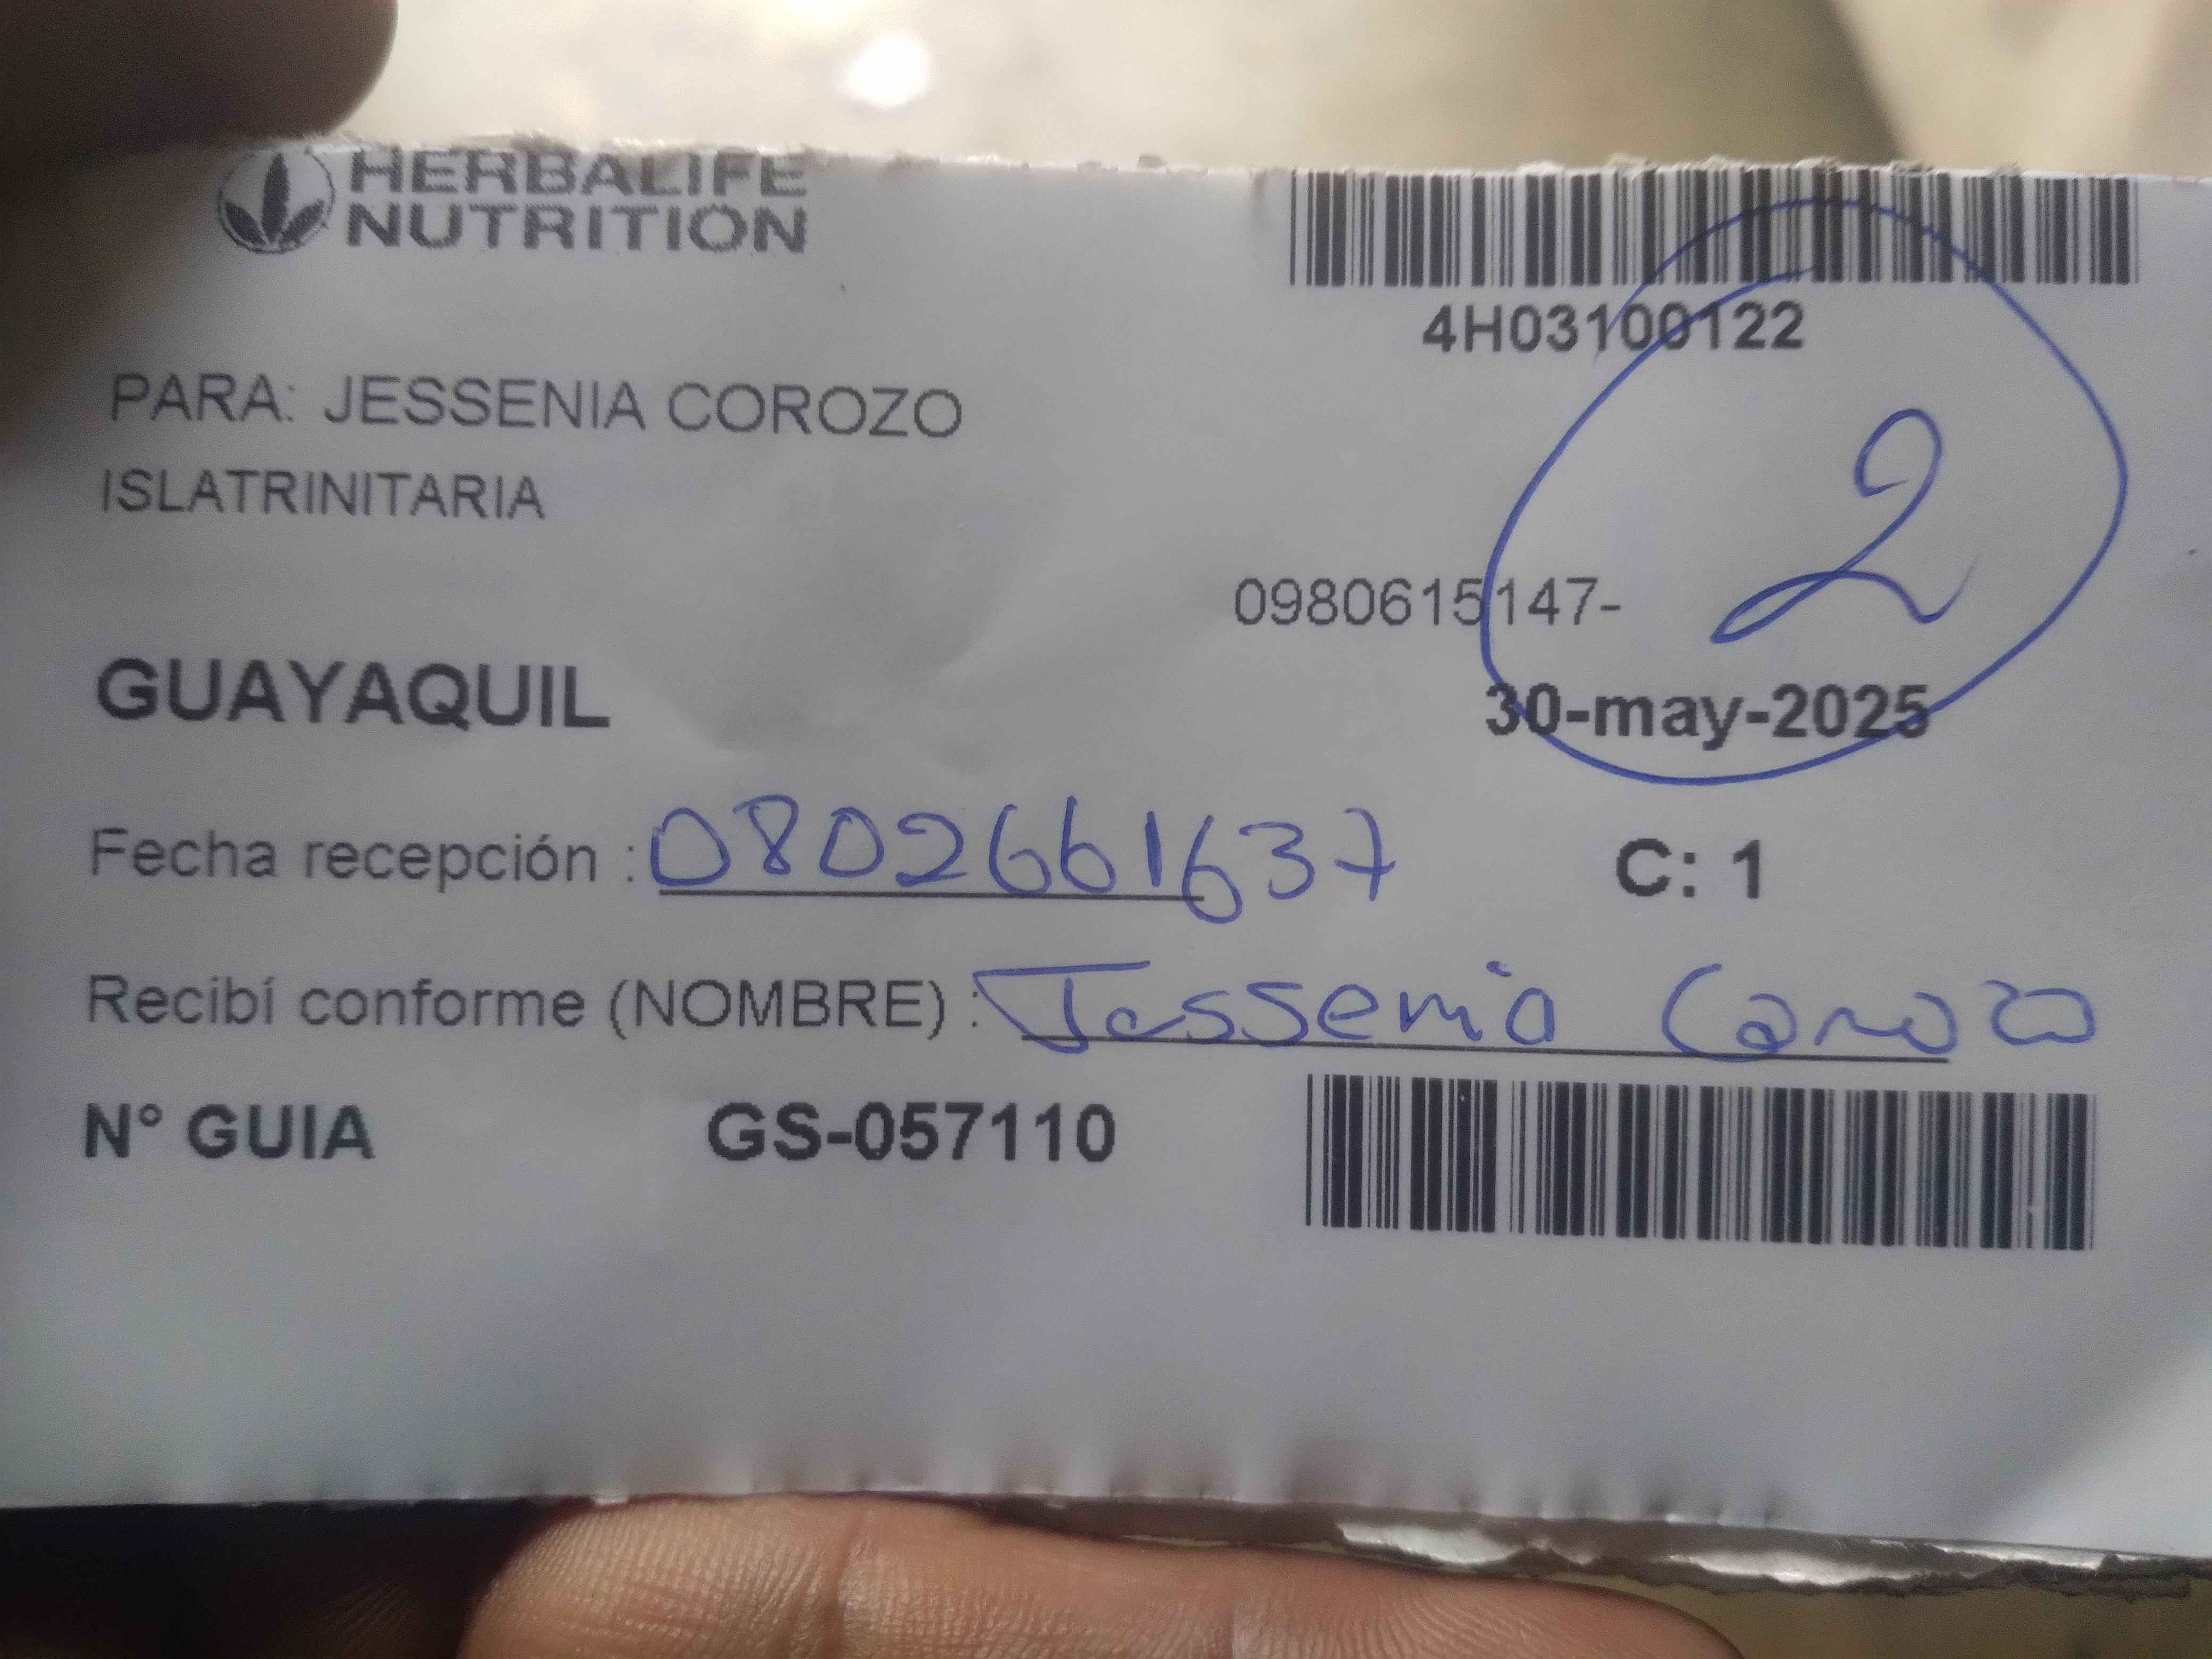 HERBALIFE
NUTRITION
4H03100122
PARA: JESSENIA COROZO
ISLATRINITARIA
2
0980615147-
GUAYAQUIL
30-may-2025
Fecha recepción : 0802661637
C: 1
Recibí conforme (NOMBRE) : Jessenia Corozo
N° GUIA GS-057110